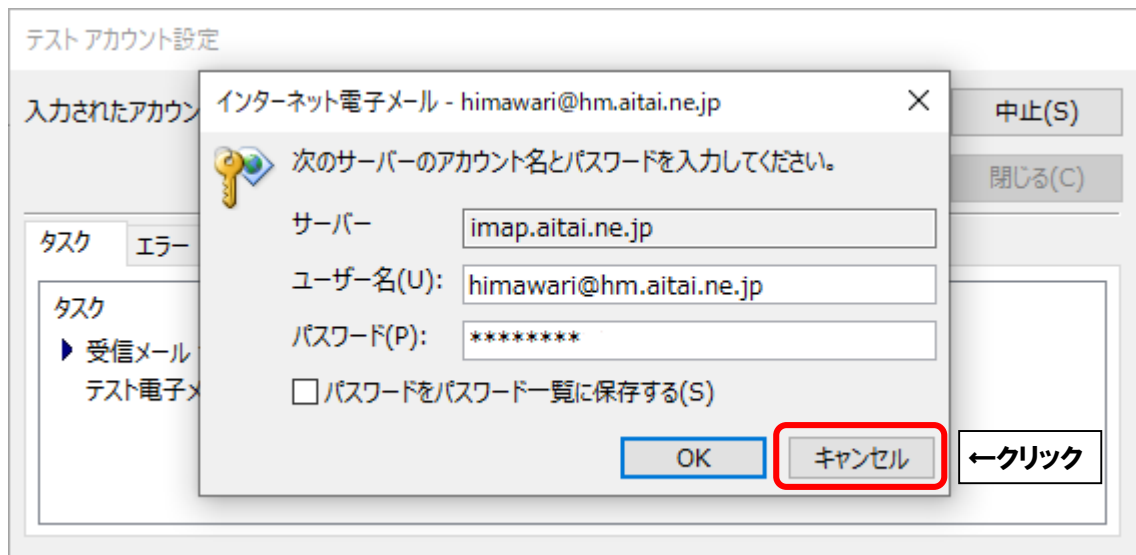 テスト アカウント設定
入力されたアカウン
中止(S)
閉じる(C)
タスク
エラー
タスク
受信メール
テスト電子メ
インターネット電子メール - himawari@hm.aitai.ne.jp
次のサーバーのアカウント名とパスワードを入力してください。
サーバー
imap.aitai.ne.jp
ユーザー名(U):
himawari@hm.aitai.ne.jp
パスワード(P):
********
パスワードをパスワード一覧に保存する(S)
OK
キャンセル
←クリック